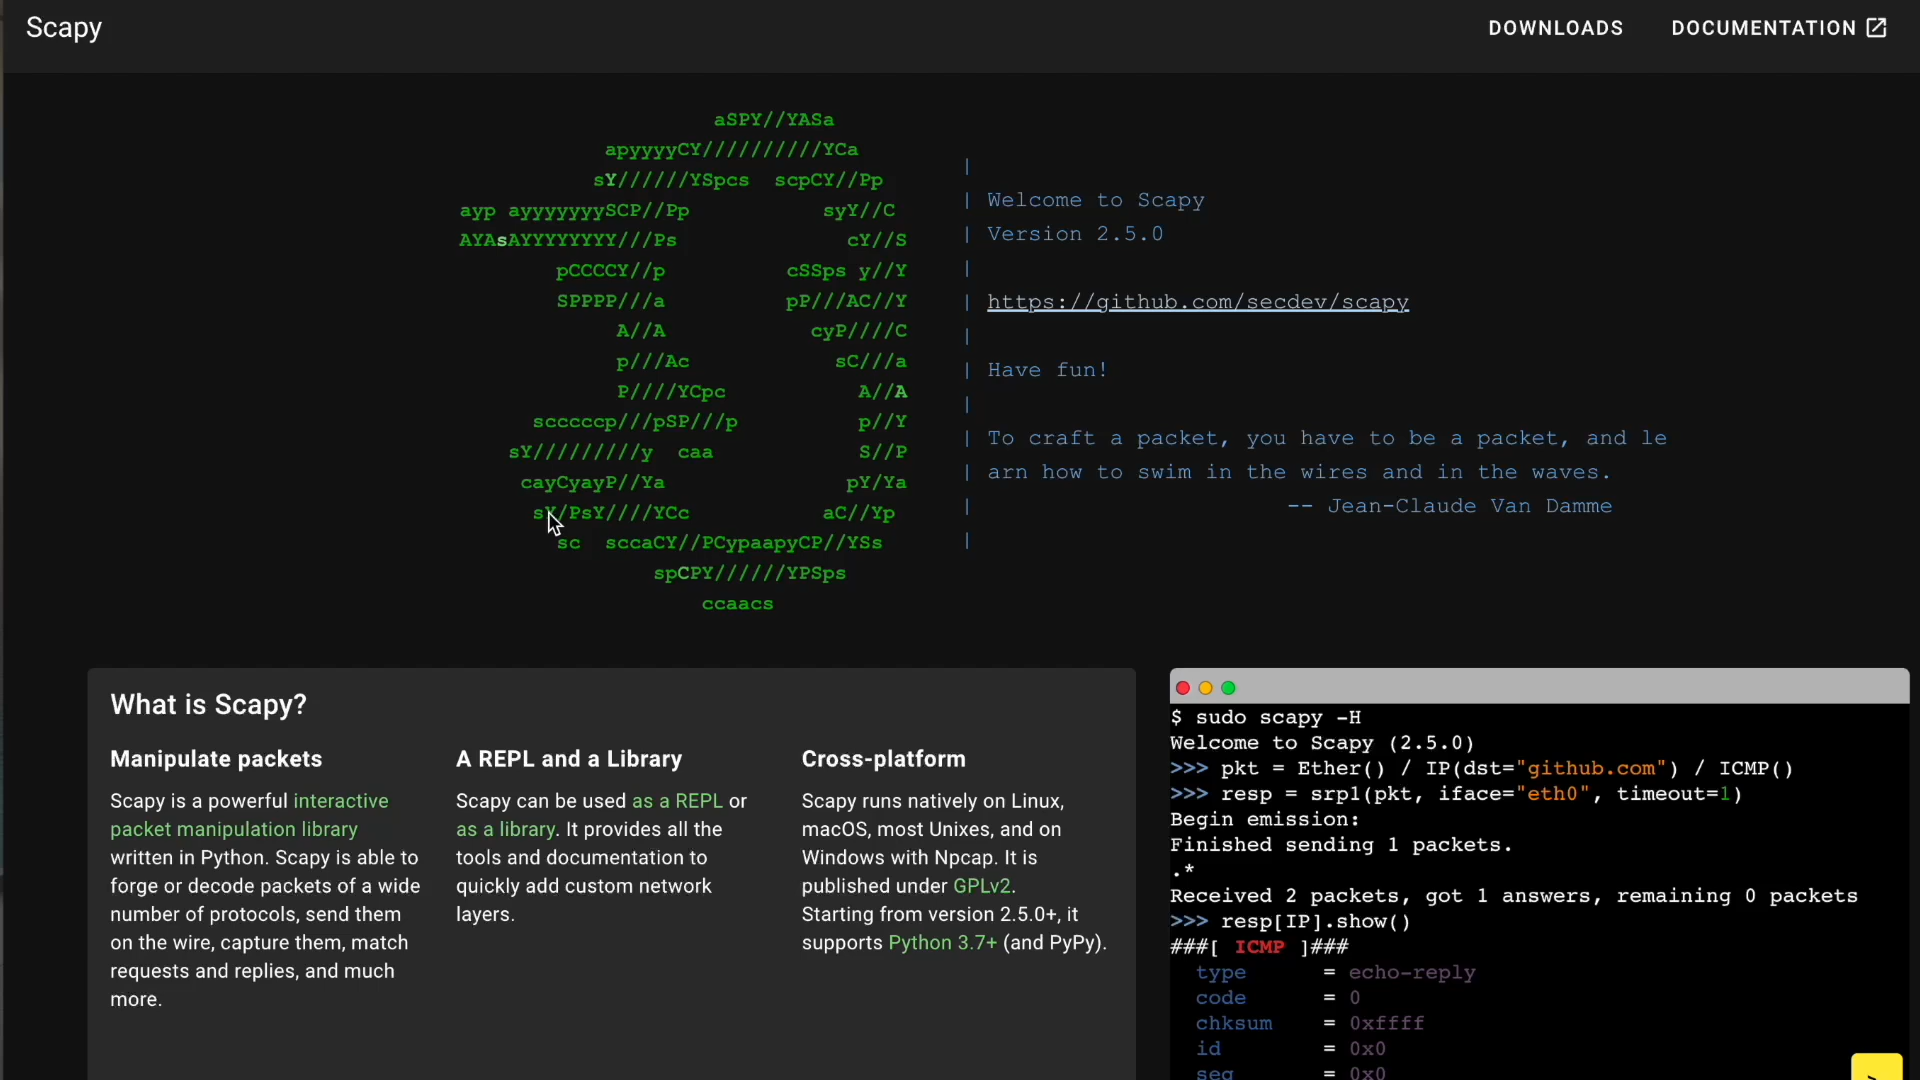 Scapy
DOWNLOADS
DOCUMENTATION
aSPY//YASa
apyyyyCY//////////YCa
sY//////YSpcs  scpCY//Pp
ayp ayyyyyyySCP//Pp           syY//C
AYAsAYYYYYYYY///Ps              cY//S
pCCCCY//p          cSSps y//Y
SPPPP///a          pP///AC//Y
A//A            cyP////C
p///Ac            sC///a
P////YCpc           A//A
scccccp///pSP///p          p//Y
sY/////////y  caa            S//P
cayCyayP//Ya               pY/Ya
sY/PsY////YCc           aC//Yp
sc  sccaCY//PCypaapyCP//YSs
spCPY//////YPSps
ccaacs
|
| Welcome to Scapy
| Version 2.5.0
|
| https://github.com/secdev/scapy
|
| Have fun!
|
| To craft a packet, you have to be a packet, and le
| arn how to swim in the wires and in the waves.
| -- Jean-Claude Van Damme
|
What is Scapy?
Manipulate packets
Scapy is a powerful interactive
packet manipulation library
written in Python. Scapy is able to
forge or decode packets of a wide
number of protocols, send them
on the wire, capture them, match
requests and replies, and much
more.
A REPL and a Library
Scapy can be used as a REPL or
as a library. It provides all the
tools and documentation to
quickly add custom network
layers.
Cross-platform
Scapy runs natively on Linux,
macOS, most Unixes, and on
Windows with Npcap. It is
published under GPLv2.
Starting from version 2.5.0+, it
supports Python 3.7+ (and PyPy).
$ sudo scapy -H
Welcome to Scapy (2.5.0)
>>> pkt = Ether() / IP(dst="github.com") / ICMP()
>>> resp = srp1(pkt, iface="eth0", timeout=1)
Begin emission:
Finished sending 1 packets.
.*
Received 2 packets, got 1 answers, remaining 0 packets
>>> resp[IP].show()
###[ ICMP ]###
type = echo-reply
code = 0
chksum = 0xffff
id = 0x0
seq = 0x0